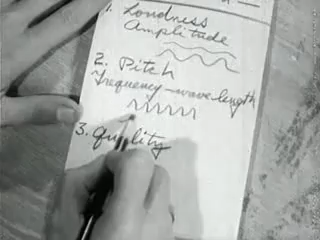 1. Loudness
Amplitude
2. Pitch
frequency—wave-length
3. Quality